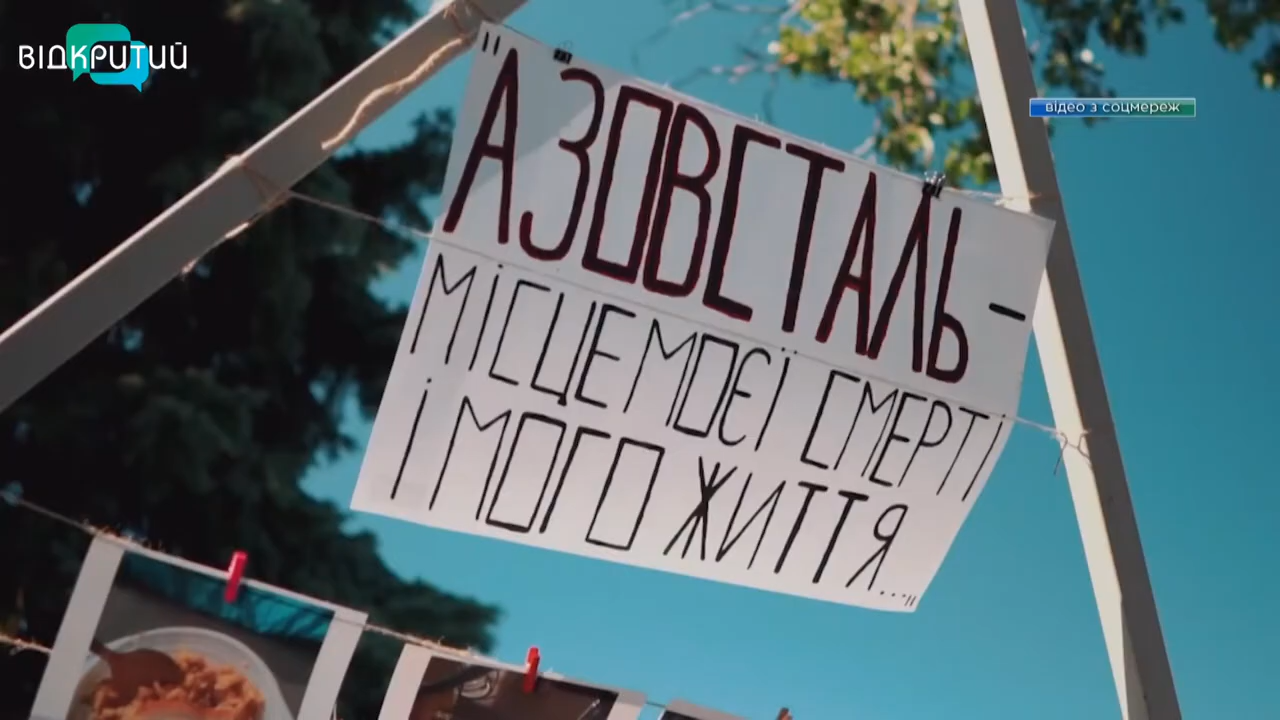 ВІДКРИТИЙ
відео з соцмереж
"АЗОВСТАЛЬ –
МІСЦЕ МОЄЇ СМЕРТІ
І МОГО ЖИТТЯ..."